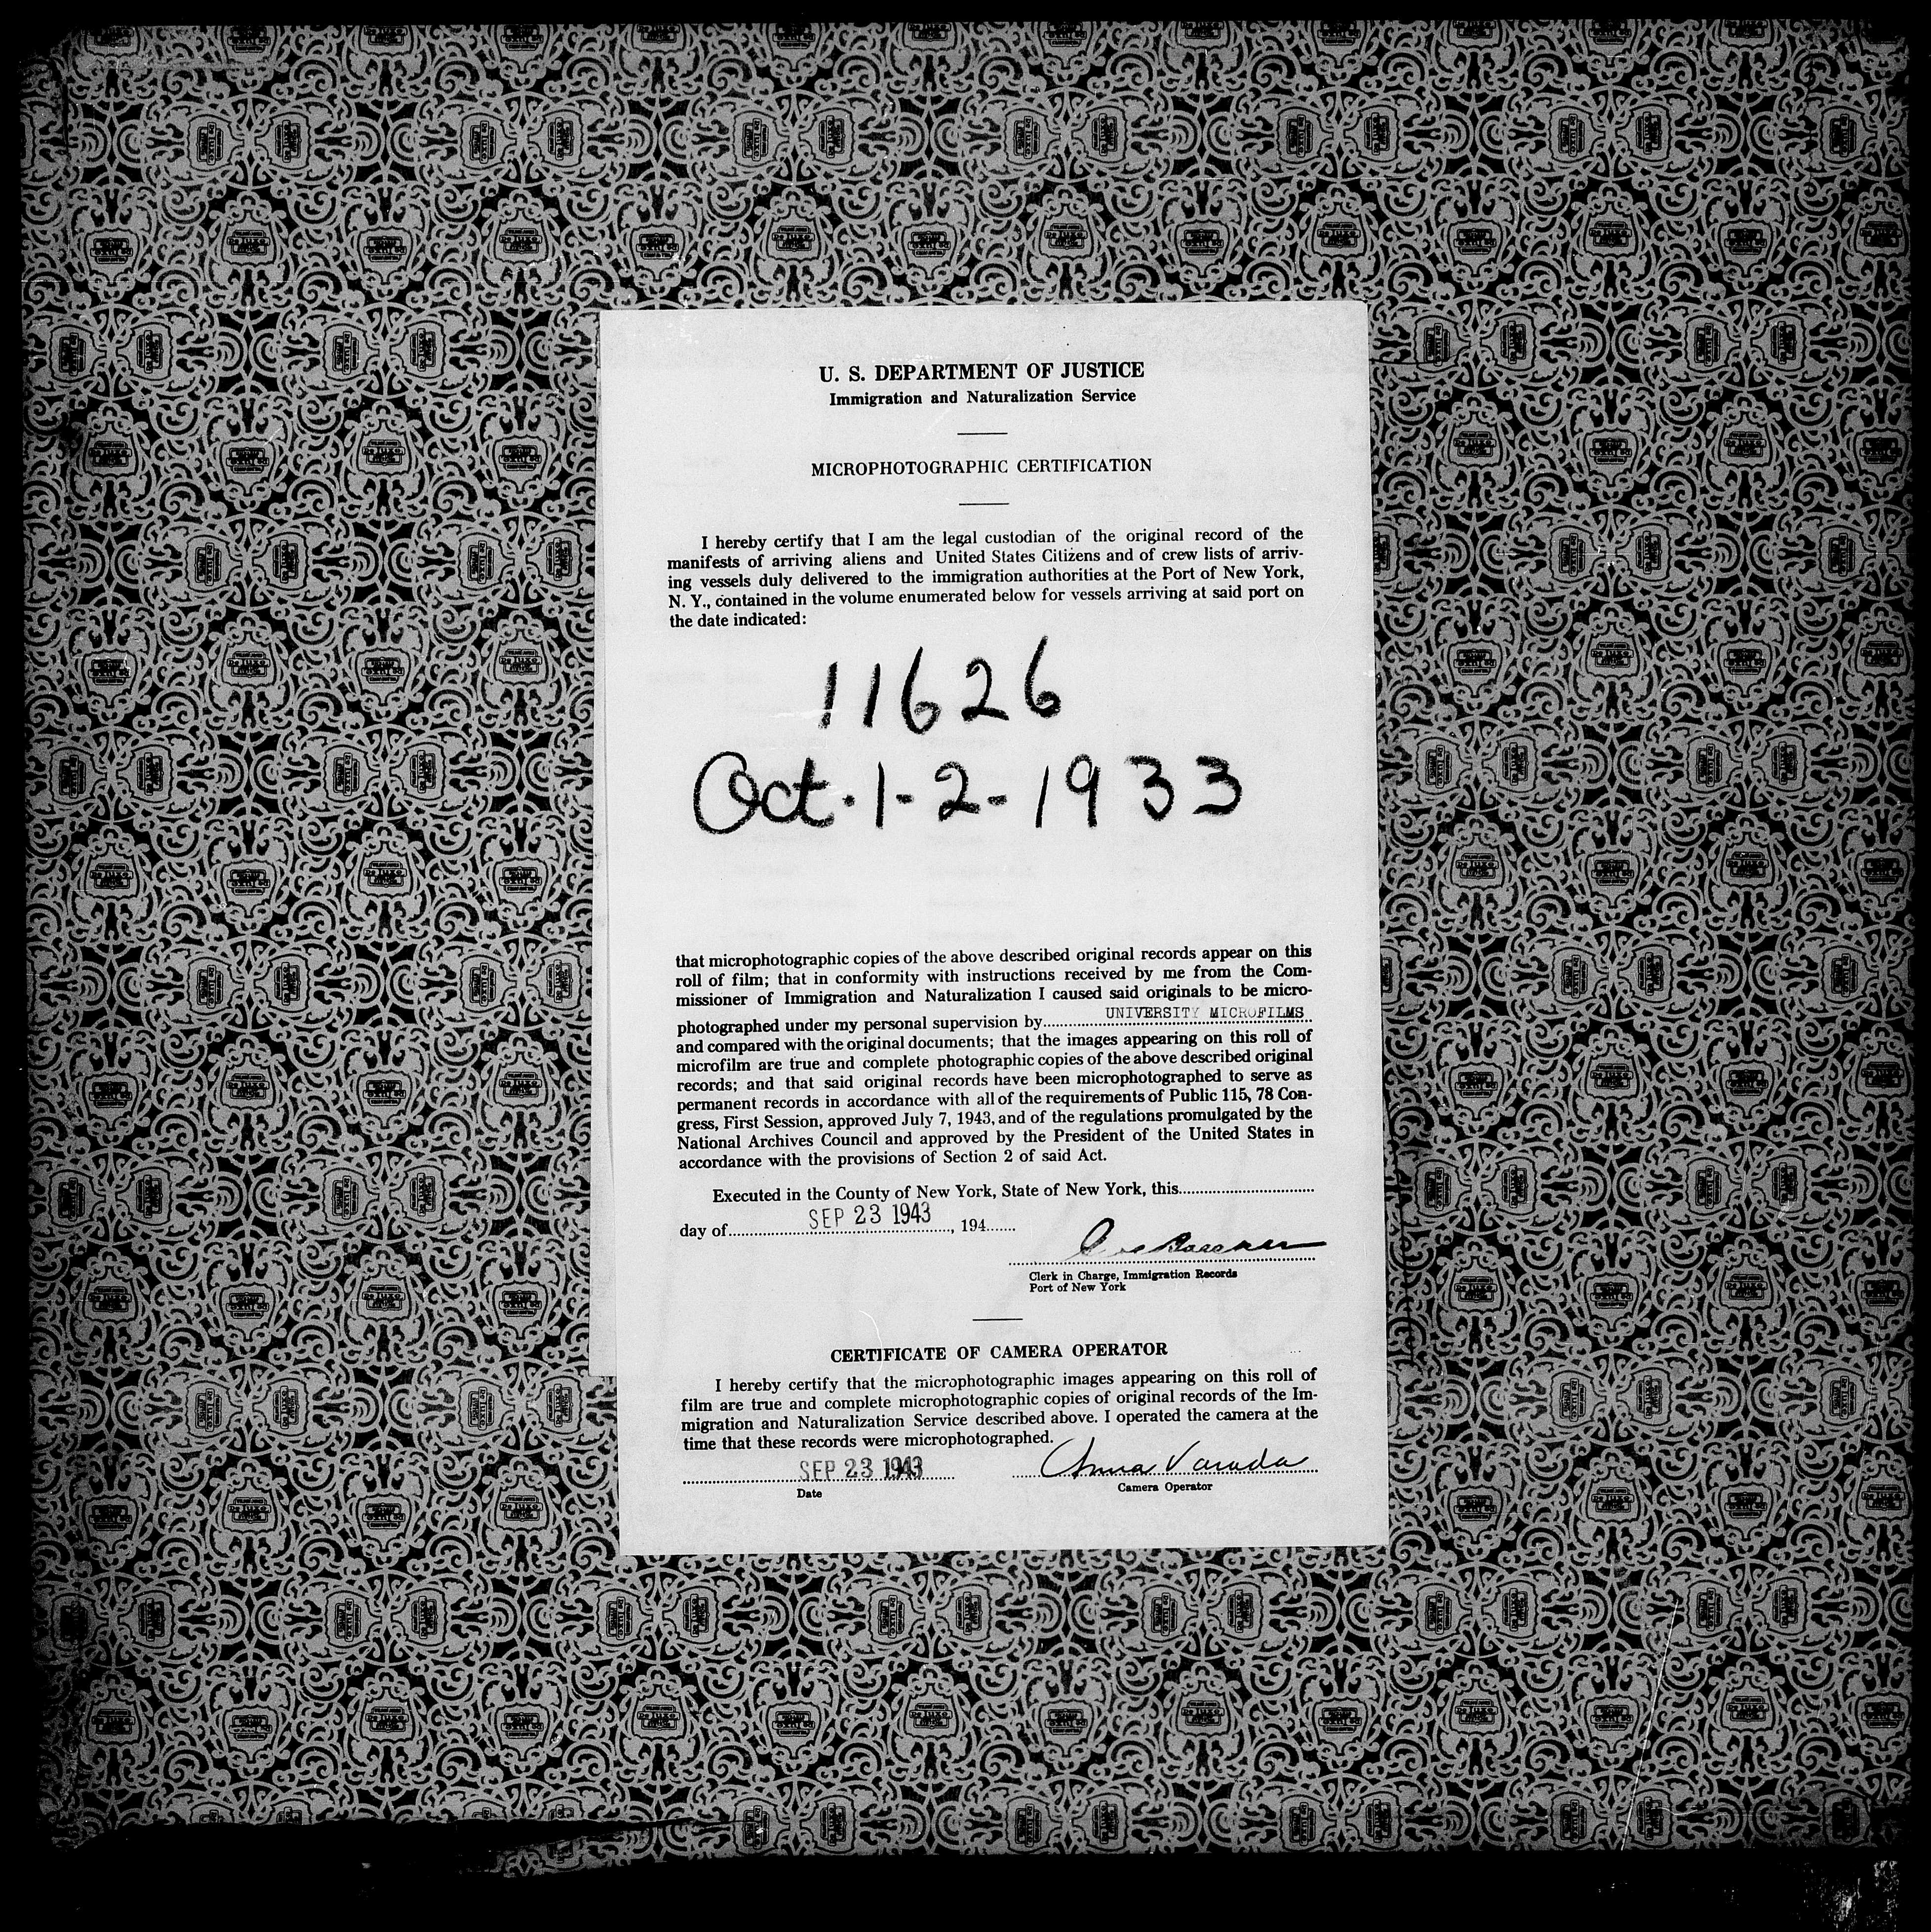 U. S. DEPARTMENT OF JUSTICE
Immigration and Naturalization Service
MICROPHOTOGRAPHIC CERTIFICATION
I hereby certify that I am the legal custodian of the original record of the
manifests of arriving aliens and United States Citizens and of crew lists of arriv-
ing vessels duly delivered to the immigration authorities at the Port of New York,
N. Y., contained in the volume enumerated below for vessels arriving at said port on
the date indicated:
11626
Oct. 1-2-1933
that microphotographic copies of the above described original records appear on this
roll of film; that in conformity with instructions received by me from the Com-
missioner of Immigration and Naturalization I caused said originals to be micro-
photographed under my personal supervision by UNIVERSITY MICROFILMS
and compared with the original documents; that the images appearing on this roll of
microfilm are true and complete photographic copies of the above described original
records; and that said original records have been microphotographed to serve as
permanent records in accordance with all of the requirements of Public 115, 78 Con-
gress, First Session, approved July 7, 1943, and of the regulations promulgated by the
National Archives Council and approved by the President of the United States in
accordance with the provisions of Section 2 of said Act.
Executed in the County of New York, State of New York, this
day of SEP 23 1943, 194
Clerk in Charge, Immigration Records
Port of New York
CERTIFICATE OF CAMERA OPERATOR
I hereby certify that the microphotographic images appearing on this roll of
film are true and complete microphotographic copies of original records of the Im-
migration and Naturalization Service described above. I operated the camera at the
time that these records were microphotographed.
SEP 23 1943 Anna Varada
Date Camera Operator